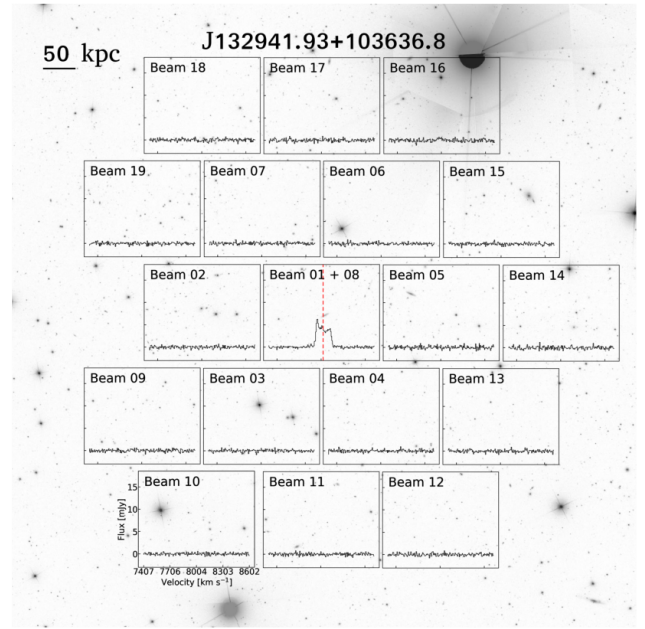 J132941.93+103636.8
50 kpc
Beam 18 Beam 17 Beam 16
Beam 19 Beam 07 Beam 06 Beam 15
Beam 02 Beam 01 + 08 Beam 05 Beam 14
Beam 09 Beam 03 Beam 04 Beam 13
Beam 10 Beam 11 Beam 12
15
10
5
0
Flux [mJy]
7407 7706 8004 8303 8602
Velocity [km s⁻¹]